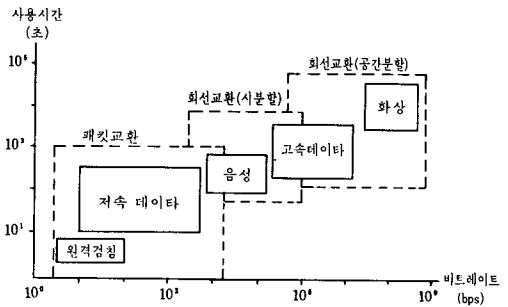 사용시간
(초)
10⁵
회선교환(공간분할)
화상
회선교환(시분할)
패킷교환
10³
고속데이타
음성
저속 데이타
10¹
원격검침
10⁰
10³
10⁶
10⁹
비트레이트
(bps)